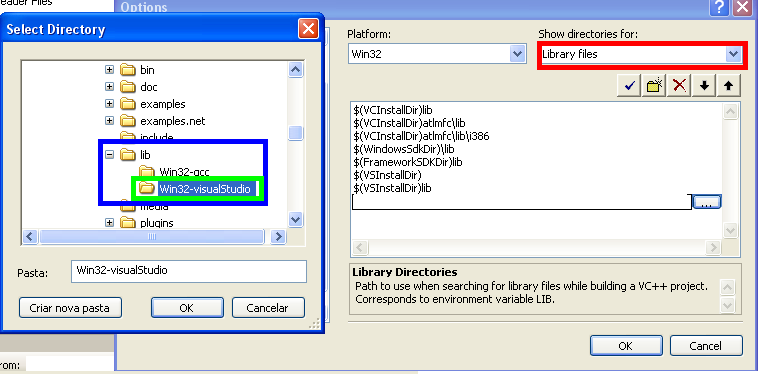 eader Files
Options
Select Directory
bin
doc
examples
examples.net
include
lib
Win32-gcc
Win32-visualStudio
media
plugins
Pasta:
Win32-visualStudio
Criar nova pasta
OK
Cancelar
rom:
Platform:
Show directories for:
Win32
Library files
$(VCInstallDir)lib
$(VCInstallDir)atlmfc\lib
$(VCInstallDir)atlmfc\lib\i386
$(WindowsSdkDir)\lib
$(FrameworkSDKDir)lib
$(VSInstallDir)
$(VSInstallDir)lib
...
Library Directories
Path to use when searching for library files while building a VC++ project.
Corresponds to environment variable LIB.
OK
Cancel